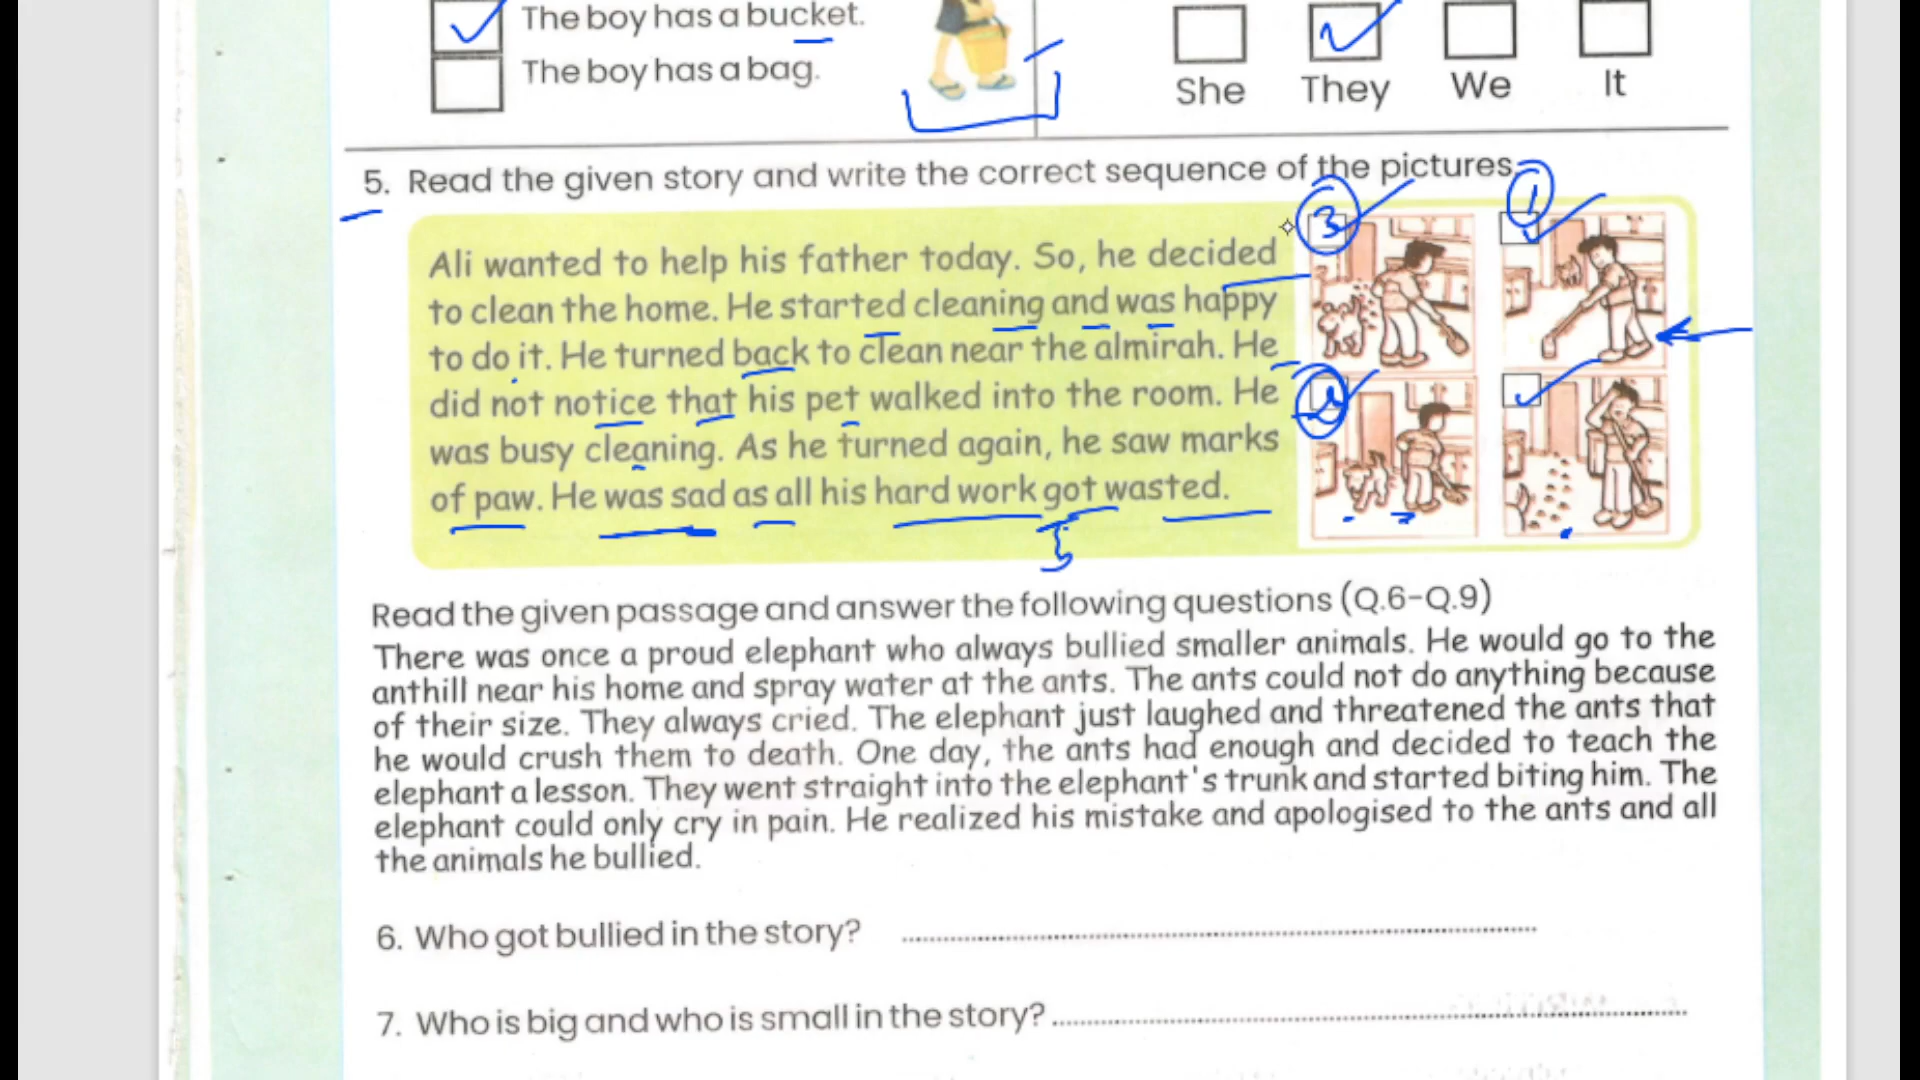 The boy has a bucket.
The boy has a bag.
She They We It
5. Read the given story and write the correct sequence of the pictures.
3 1
Ali wanted to help his father today. So, he decided
to clean the home. He started cleaning and was happy
to do it. He turned back to clean near the almirah. He
did not notice that his pet walked into the room. He
was busy cleaning. As he turned again, he saw marks
of paw. He was sad as all his hard work got wasted.
Read the given passage and answer the following questions (Q.6-Q.9)
There was once a proud elephant who always bullied smaller animals. He would go to the
anthill near his home and spray water at the ants. The ants could not do anything because
of their size. They always cried. The elephant just laughed and threatened the ants that
he would crush them to death. One day, the ants had enough and decided to teach the
elephant a lesson. They went straight into the elephant's trunk and started biting him. The
elephant could only cry in pain. He realized his mistake and apologised to the ants and all
the animals he bullied.
6. Who got bullied in the story?
7. Who is big and who is small in the story?